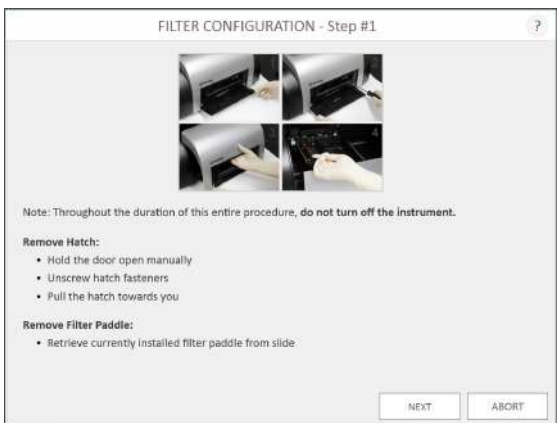 FILTER CONFIGURATION - Step #1
?
4
Note: Throughout the duration of this entire procedure, do not turn off the instrument.
Remove Hatch:
• Hold the door open manually
• Unscrew hatch fasteners
• Pull the hatch towards you
Remove Filter Paddle:
• Retrieve currently installed filter paddle from slide
NEXT
ABORT